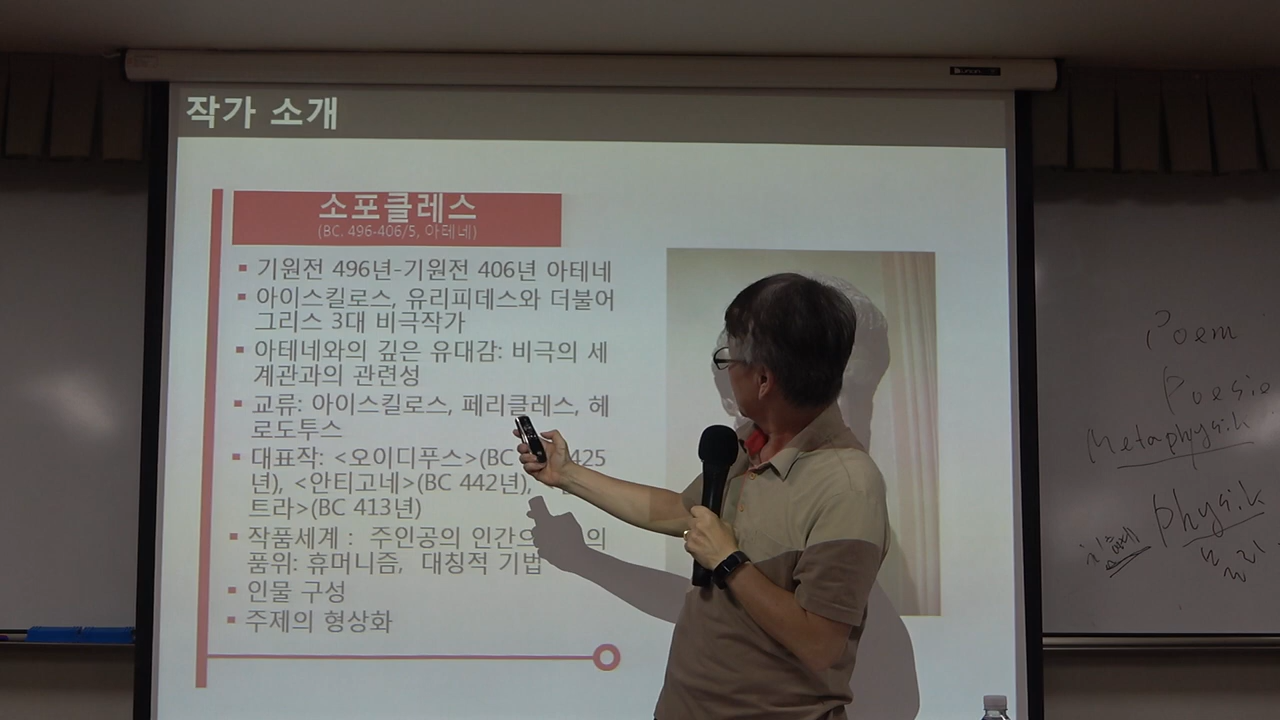 작가 소개
소포클레스
(BC. 496-406/5, 아테네)
기원전 496년-기원전 406년 아테네
아이스킬로스, 유리피데스와 더불어
그리스 3대 비극작가
아테네와의 깊은 유대감: 비극의 세
계관과의 관련성
교류: 아이스킬로스, 페리클레스, 헤
로도투스
대표작: <오이디푸스>(BC 425
년), <안티고네>(BC 442년),
트라>(BC 413년)
작품세계 : 주인공의 의
품위: 휴머니즘, 대칭적 기법
인물 구성
주제의 형상화
Poem
Poesie
Metaphysik
physik